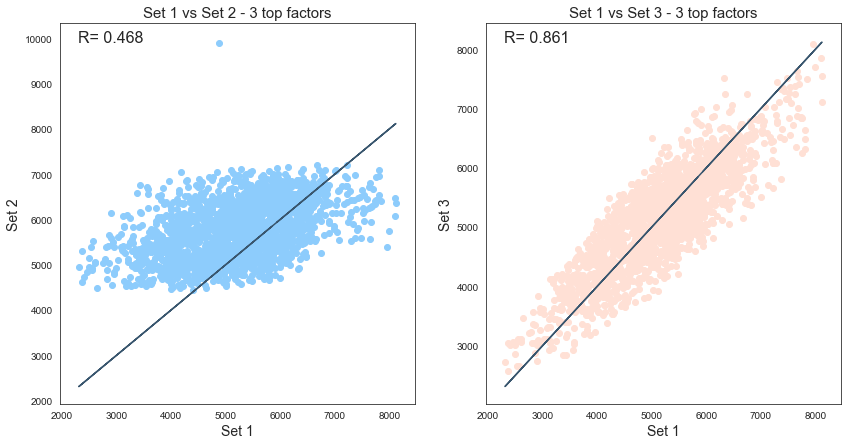 Set 1 vs Set 2 - 3 top factors
R= 0.468
10000
9000
8000
7000
6000
5000
4000
3000
2000
Set 2
2000 3000 4000 5000 6000 7000 8000
Set 1
Set 1 vs Set 3 - 3 top factors
R= 0.861
8000
7000
6000
5000
4000
3000
Set 3
2000 3000 4000 5000 6000 7000 8000
Set 1